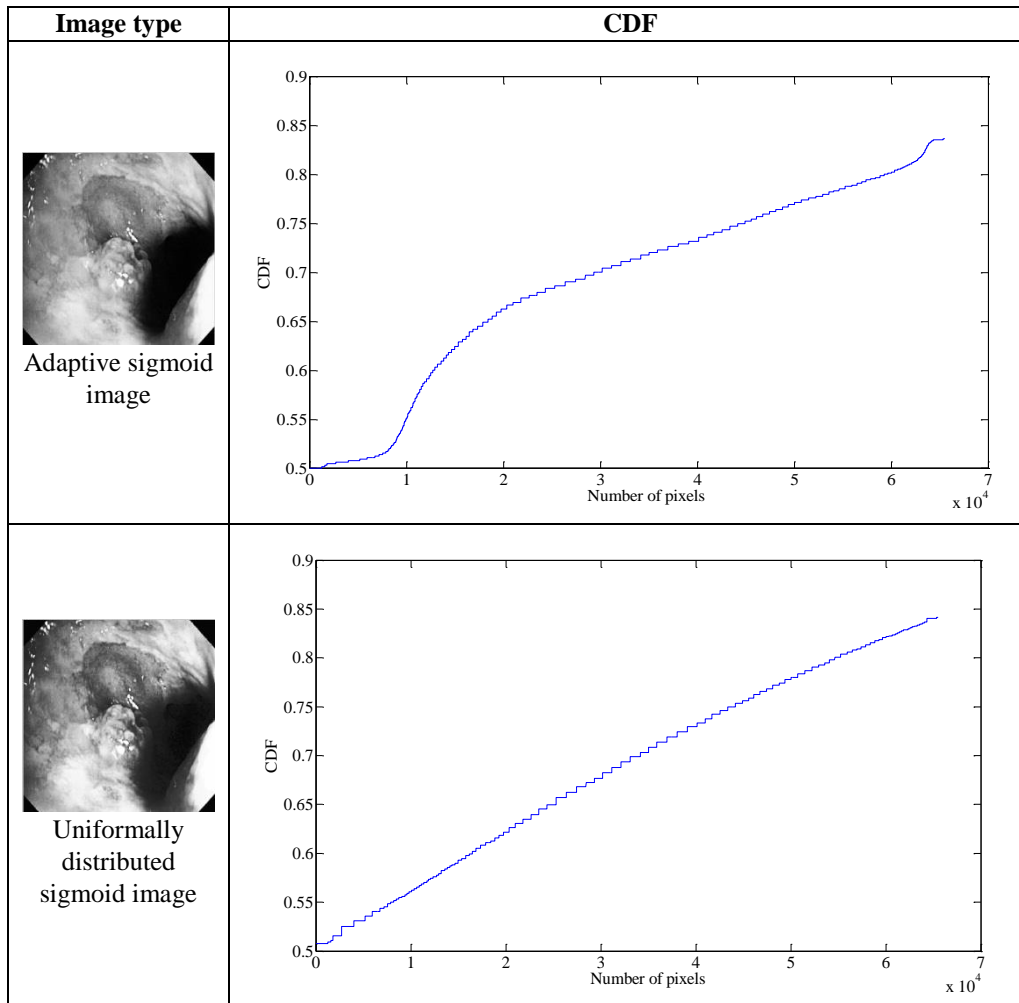 Image type
CDF
Adaptive sigmoid
image
0.9
0.85
0.8
0.75
0.7
0.65
0.6
0.55
0.5
CDF
0 1 2 3 4 5 6 7
Number of pixels
x 10^4
Uniformally
distributed
sigmoid image
0.9
0.85
0.8
0.75
0.7
0.65
0.6
0.55
0.5
CDF
0 1 2 3 4 5 6 7
Number of pixels
x 10^4